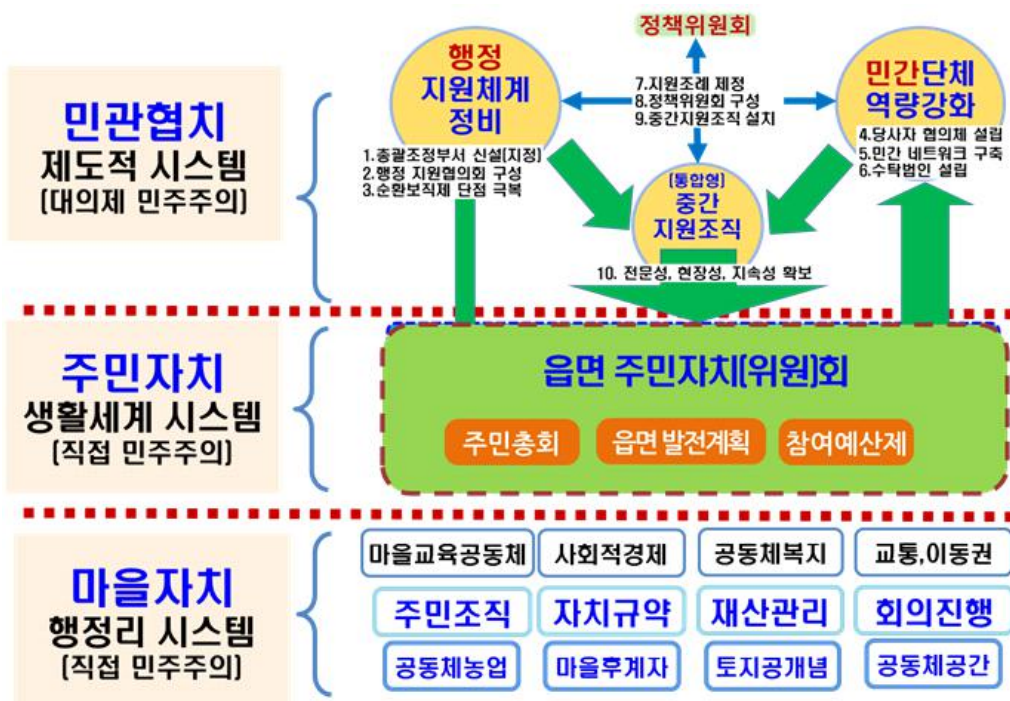 민관협치
제도적 시스템
(대의제 민주주의)
정책위원회
행정
지원체계
정비
1.총괄조정부서 신설(지정)
2.행정 지원협의회 구성
3.순환보직제 단점 극복
7.지원조례 제정
8.정책위원회 구성
9.중간지원조직 설치
민간단체
역량강화
4.당사자 협의체 설립
5.민간 네트워크 구축
6.수탁법인 설립
(통합형)
중간
지원조직
10. 전문성, 현장성, 지속성 확보
주민자치
생활세계 시스템
(직접 민주주의)
읍면 주민자치(위원)회
주민총회 읍면 발전계획 참여예산제
마을자치
행정리 시스템
(직접 민주주의)
마을교육공동체 사회적경제 공동체복지 교통,이동권
주민조직 자치규약 재산관리 회의진행
공동체농업 마을후계자 토지공개념 공동체공간